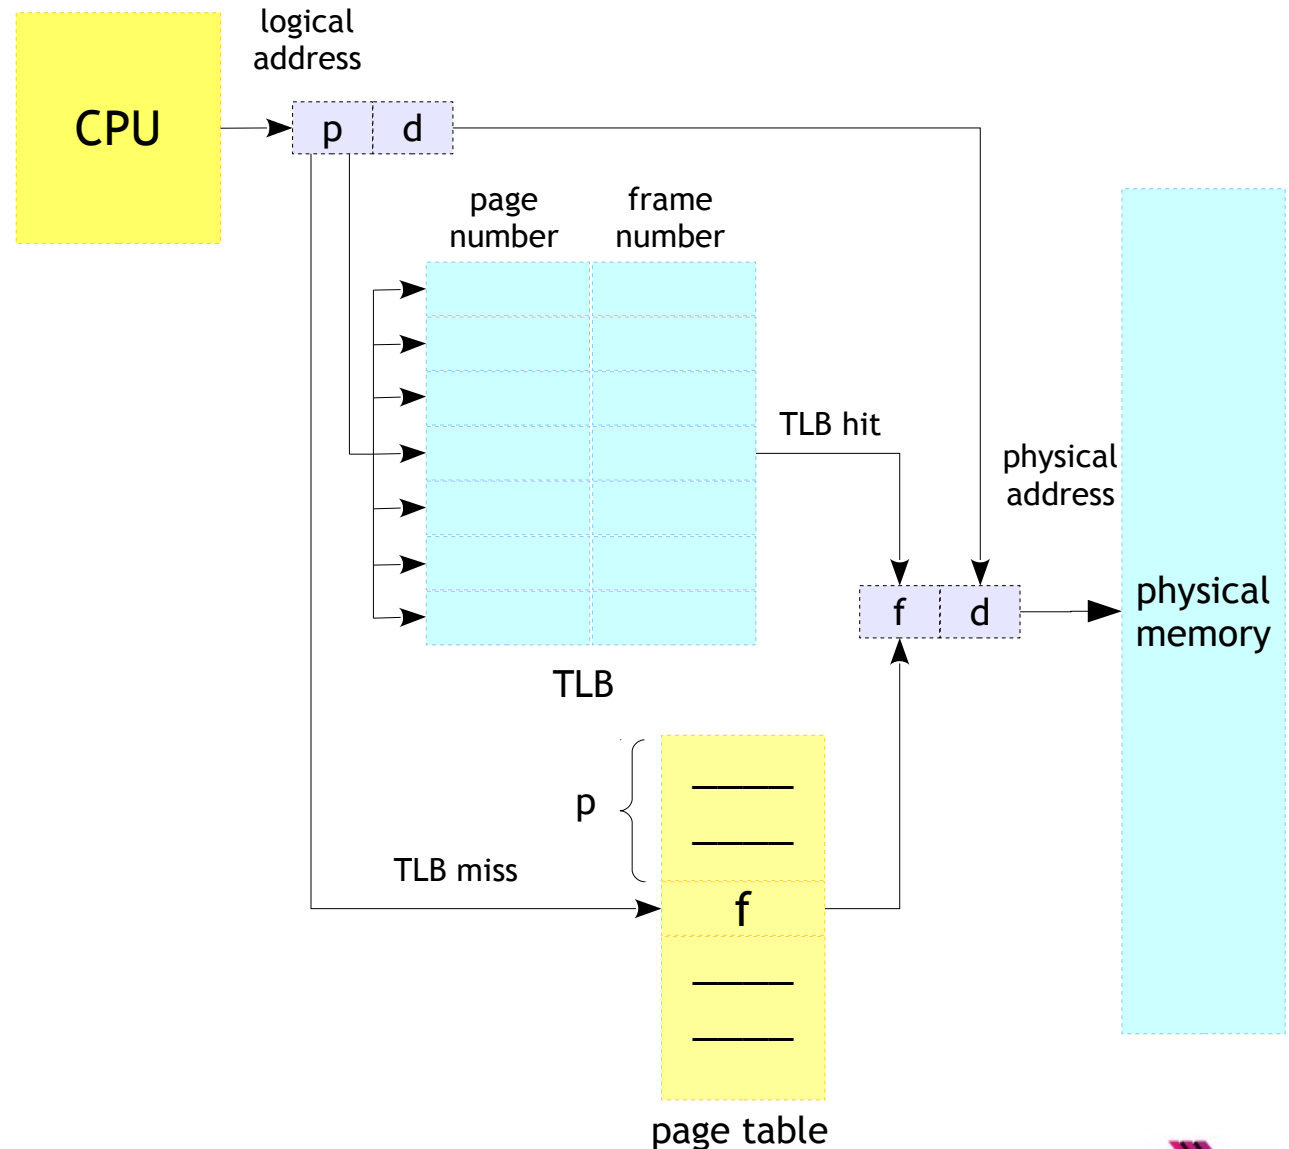 logical
address
CPU
p
d
page
number
frame
number
TLB hit
physical
address
f
d
physical
memory
TLB
p
TLB miss
f
page table